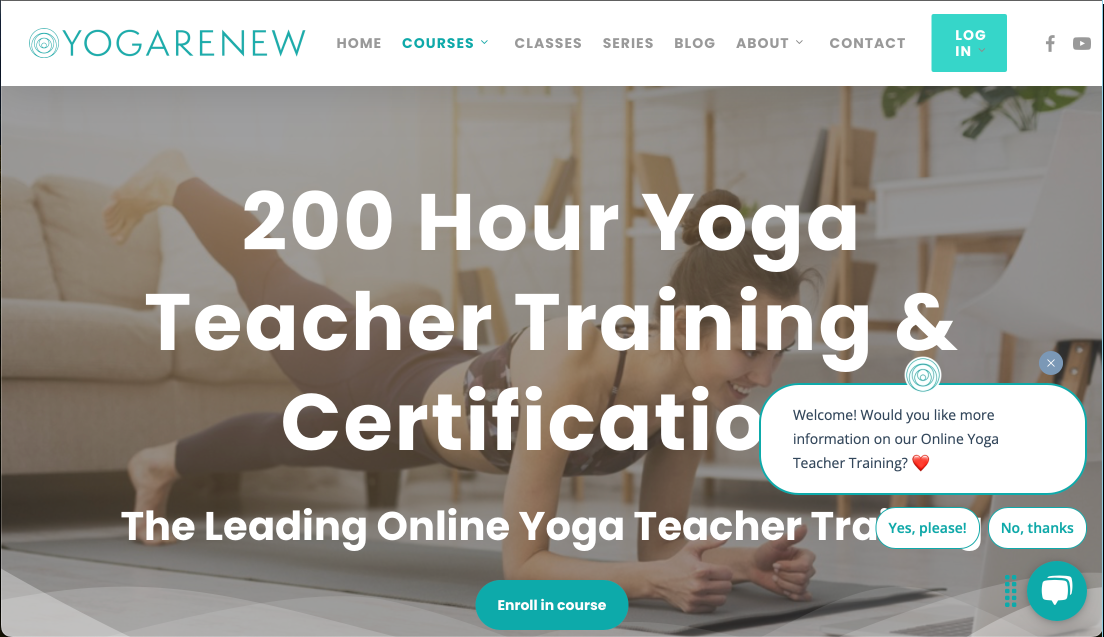 YOGARENEW
HOME COURSES CLASSES SERIES BLOG ABOUT CONTACT
LOG
IN
200 Hour Yoga
Teacher Training &
Certificatio
Welcome! Would you like more
information on our Online Yoga
Teacher Training? ❤️
The Leading Online Yoga Teacher Trai
Yes, please! No, thanks
Enroll in course